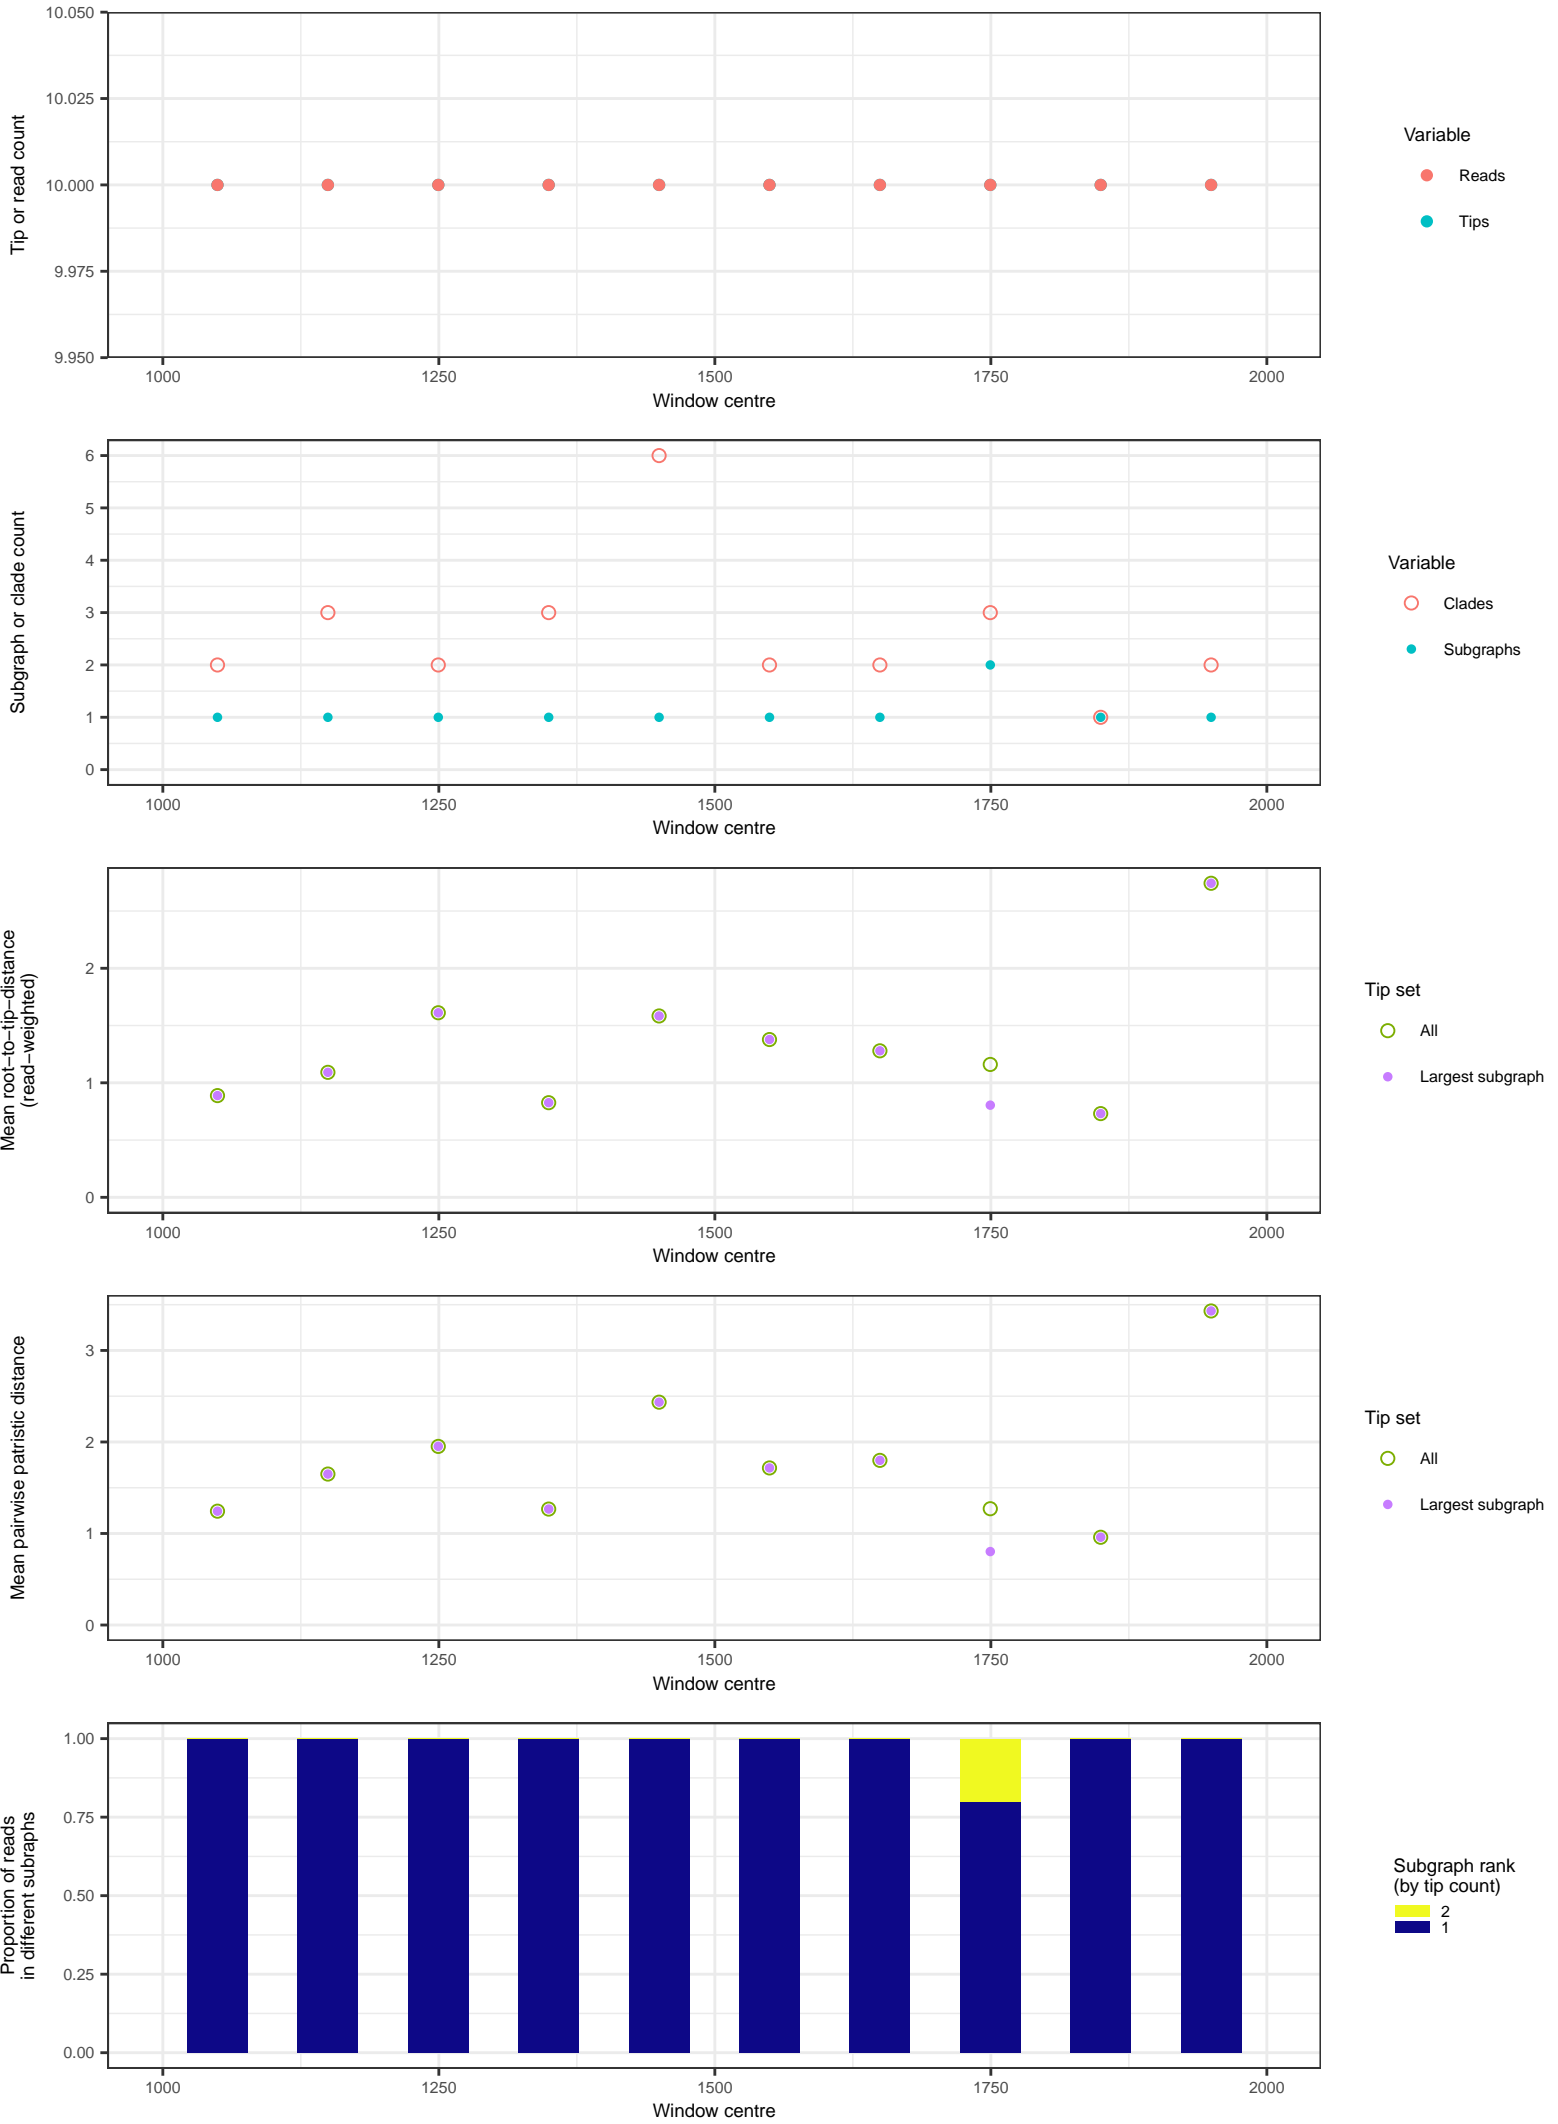 10.050
10.025
10.000
9.975
9.950
Tip or read count
1000 1250 1500 1750 2000
Window centre
Variable
Reads
Tips
6
5
4
3
2
1
0
Subgraph or clade count
1000 1250 1500 1750 2000
Window centre
Variable
Clades
Subgraphs
2
1
0
Mean root−to−tip−distance
(read−weighted)
1000 1250 1500 1750 2000
Window centre
Tip set
All
Largest subgraph
3
2
1
0
Mean pairwise patristic distance
1000 1250 1500 1750 2000
Window centre
Tip set
All
Largest subgraph
1.00
0.75
0.50
0.25
0.00
Proportion of reads
in different subraphs
1000 1250 1500 1750 2000
Window centre
Subgraph rank
(by tip count)
2
1